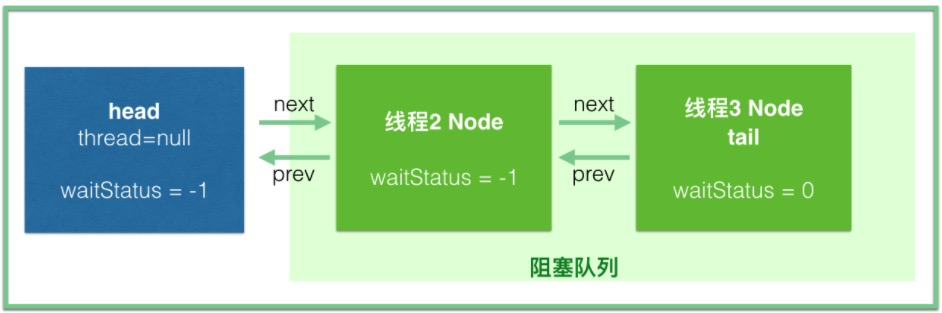 head
thread=null
waitStatus = -1
next
prev
线程2 Node
waitStatus = -1
next
prev
线程3 Node
tail
waitStatus = 0
阻塞队列